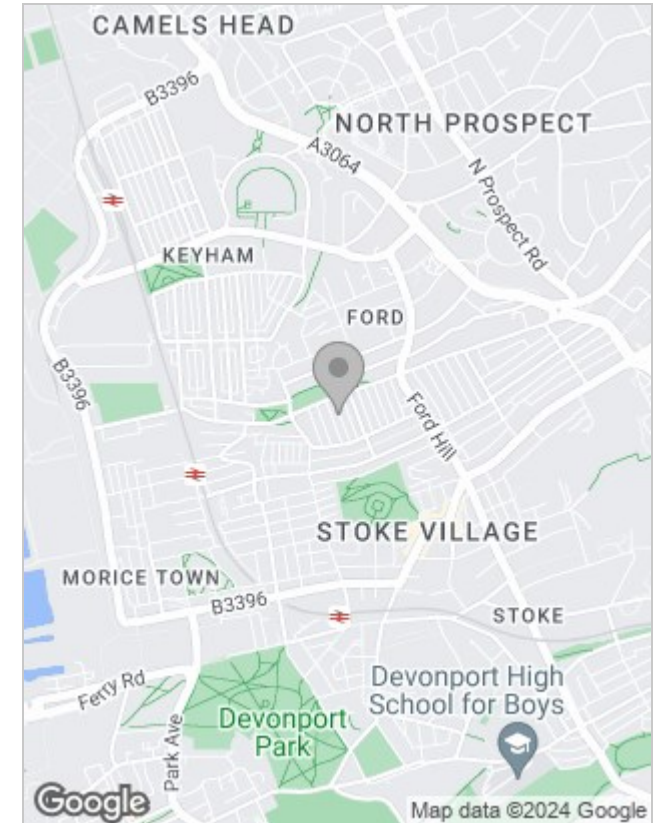 CAMELS HEAD
B3396
NORTH PROSPECT
A3064
N Prospect Rd
KEYHAM
FORD
B3396
Ford Hill
STOKE VILLAGE
MORICE TOWN
B3396
STOKE
Ferry Rd
Devonport High
School for Boys
Devonport
Park
Park Ave
Google
Map data ©2024 Google